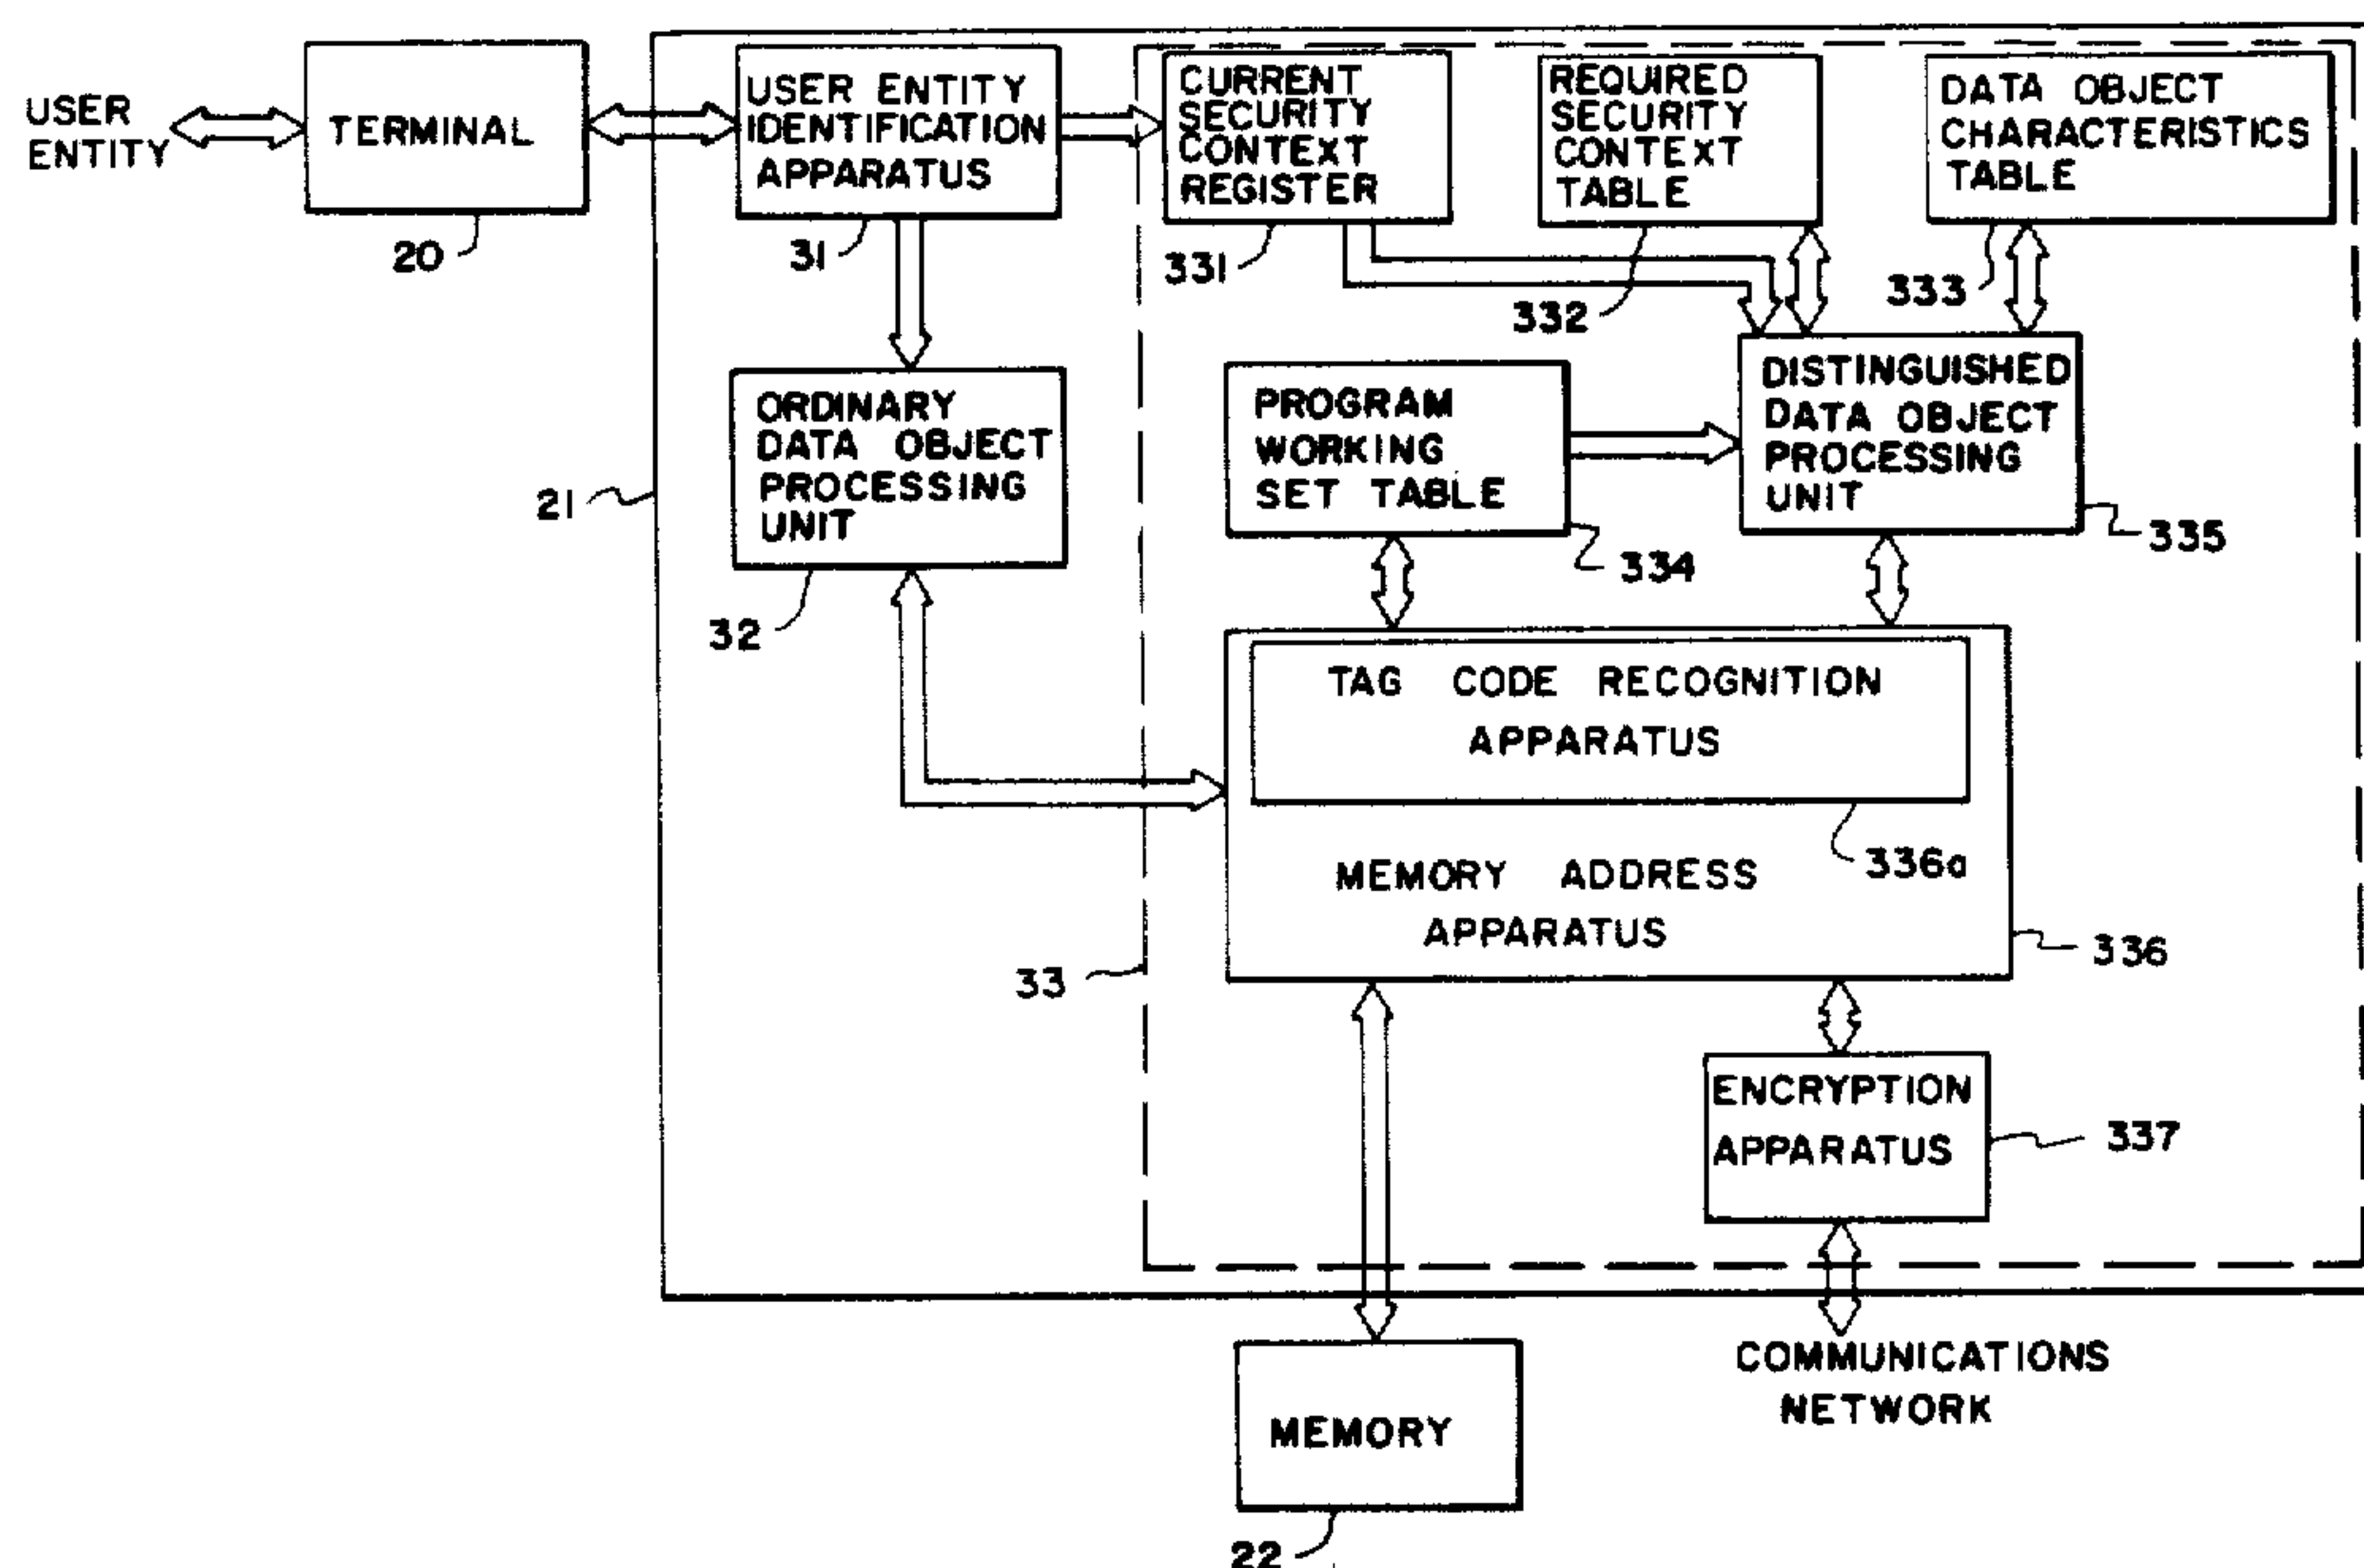 USER
ENTITY
TERMINAL
20
USER ENTITY
IDENTIFICATION
APPARATUS
31
CURRENT
SECURITY
CONTEXT
REGISTER
331
REQUIRED
SECURITY
CONTEXT
TABLE
332
DATA OBJECT
CHARACTERISTICS
TABLE
333
21
ORDINARY
DATA OBJECT
PROCESSING
UNIT
32
PROGRAM
WORKING
SET TABLE
334
DISTINGUISHED
DATA OBJECT
PROCESSING
UNIT
335
TAG CODE RECOGNITION
APPARATUS
336a
MEMORY ADDRESS
APPARATUS
336
33
ENCRYPTION
APPARATUS
337
COMMUNICATIONS
NETWORK
MEMORY
22